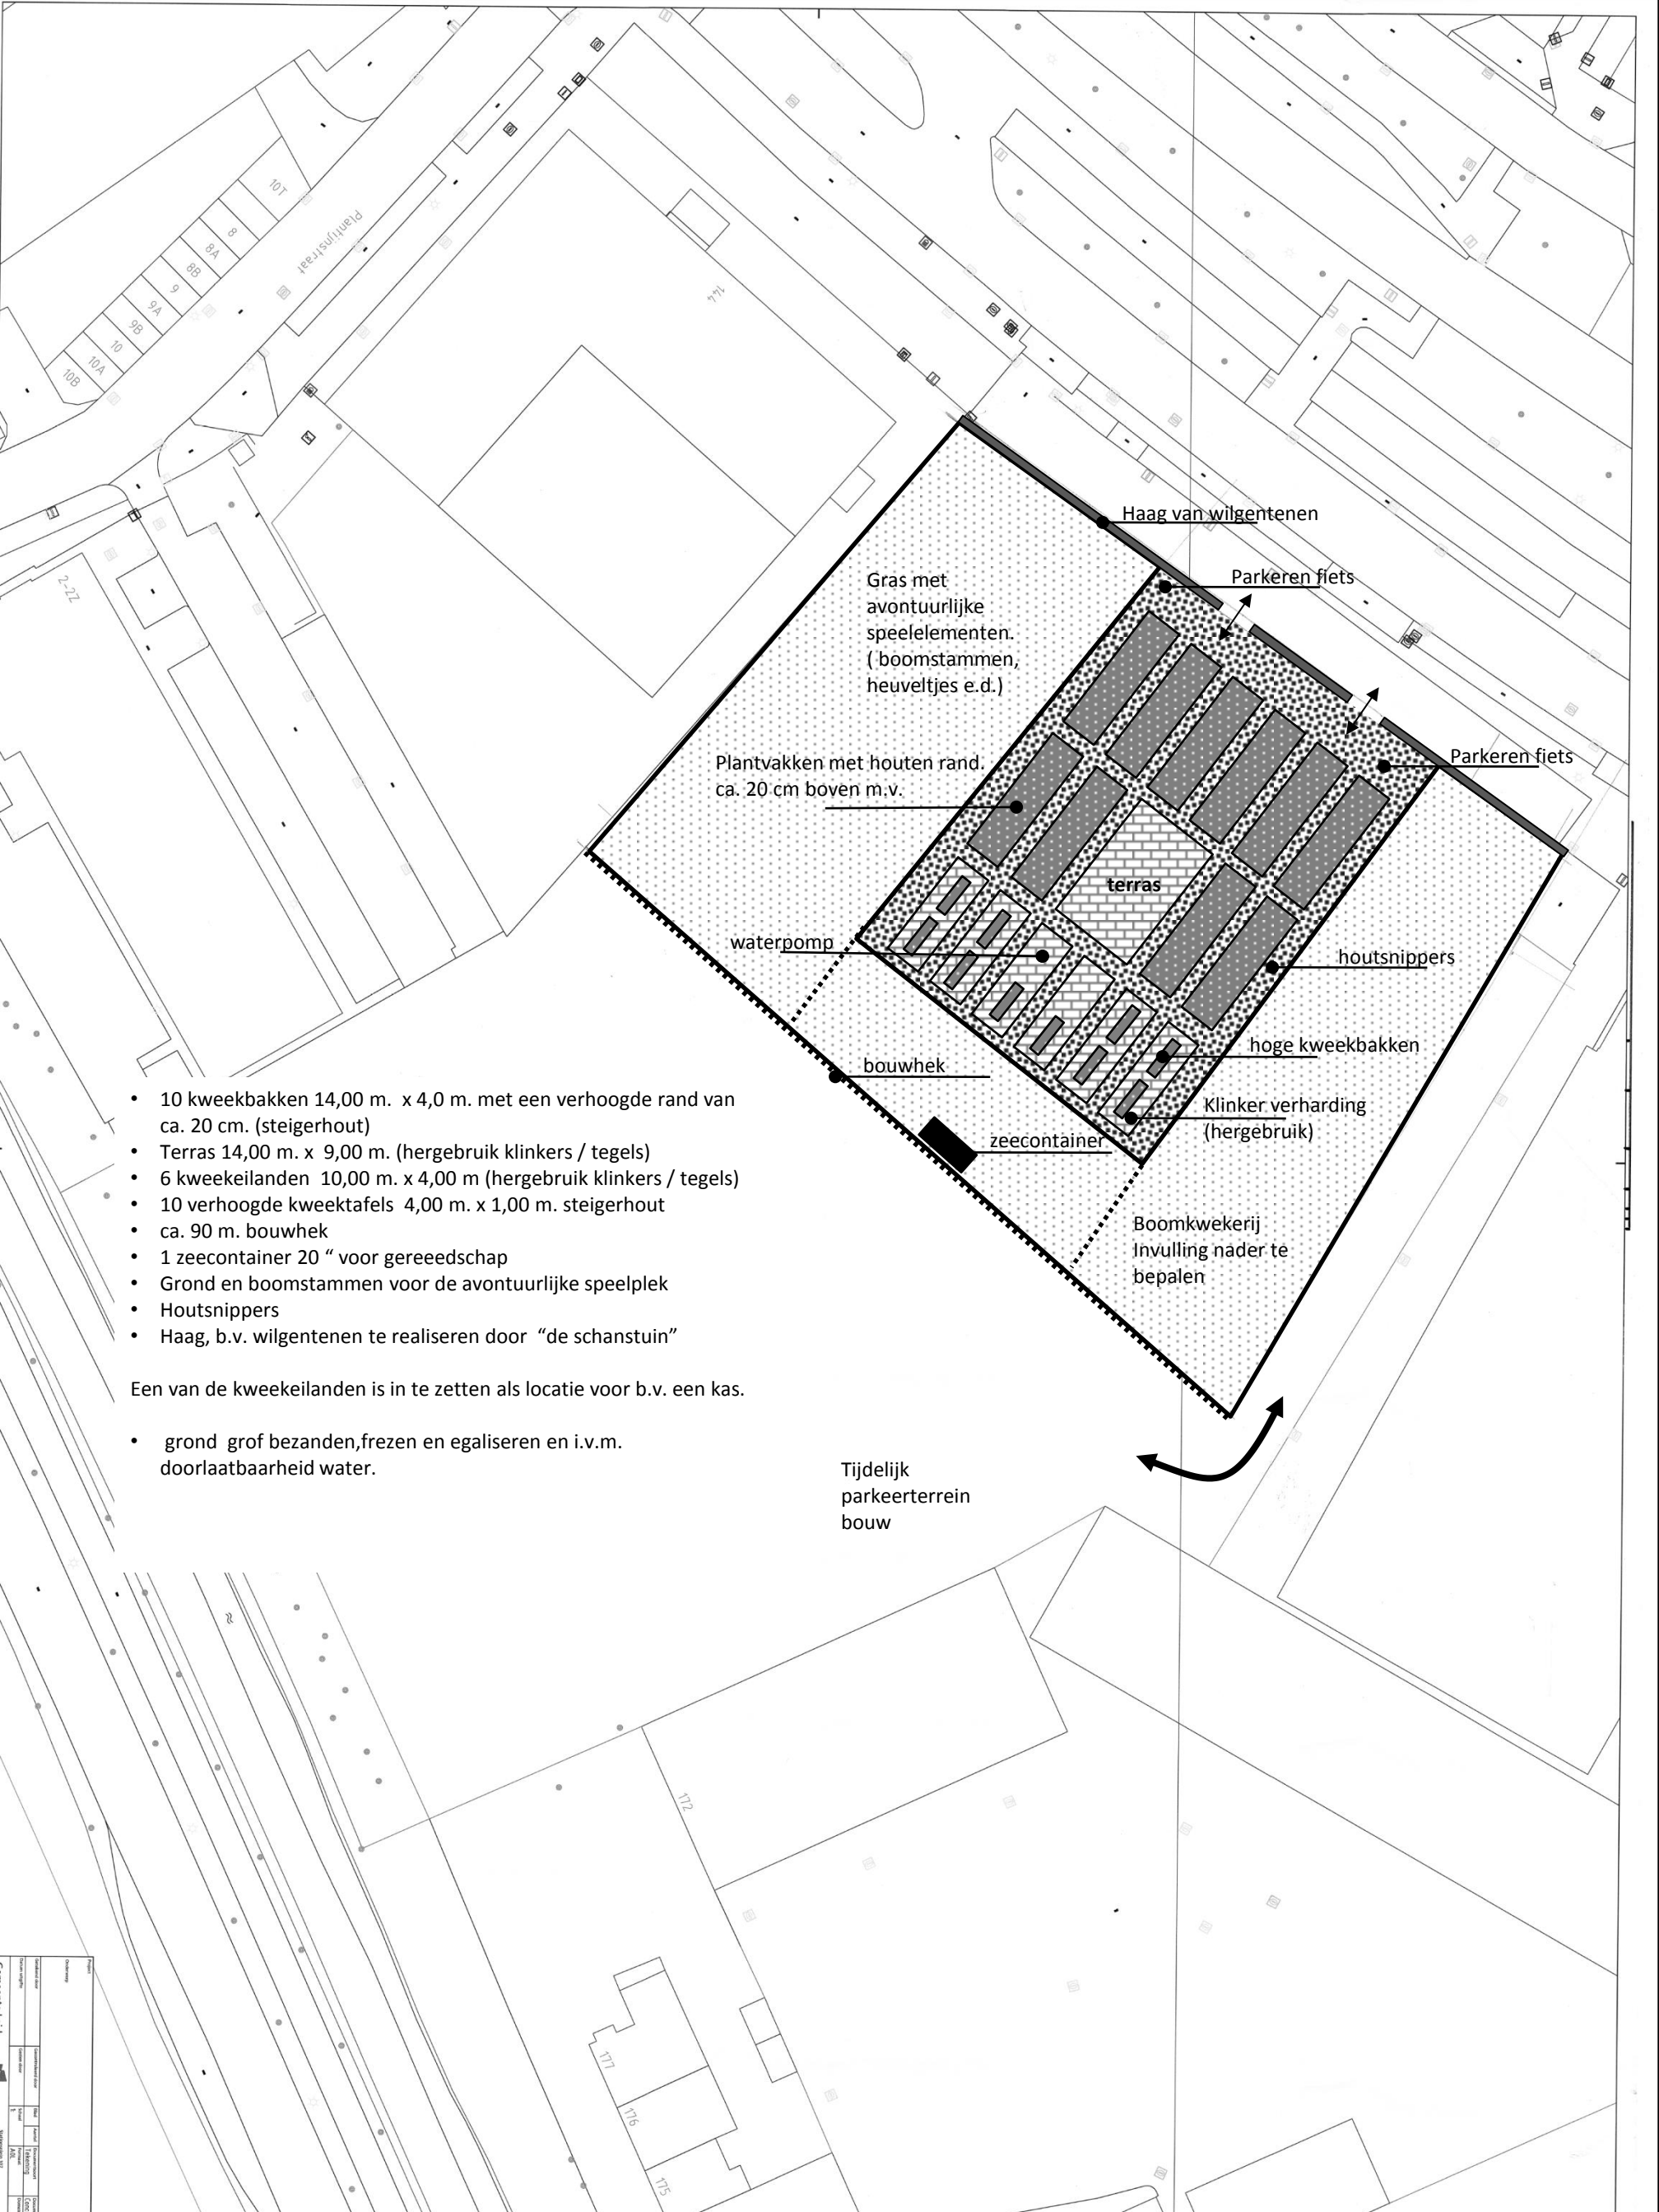 10T
8
8A
8B
9
9A
9B
10
10A
10B
Plantijnstraat
144
2-2Z
Haag van wilgentenen
Parkeren fiets
Gras met
avontuurlijke
speelelementen.
( boomstammen,
heuveltjes e.d.)
Parkeren fiets
Plantvakken met houten rand.
ca. 20 cm boven m.v.
terras
waterpomp
houtsnippers
hoge kweekbakken
bouwhek
Klinker verharding
(hergebruik)
zeecontainer
Boomkwekerij
Invulling nader te
bepalen
• 10 kweekbakken 14,00 m. x 4,0 m. met een verhoogde rand van
ca. 20 cm. (steigerhout)
• Terras 14,00 m. x 9,00 m. (hergebruik klinkers / tegels)
• 6 kweekeilanden 10,00 m. x 4,00 m (hergebruik klinkers / tegels)
• 10 verhoogde kweektafels 4,00 m. x 1,00 m. steigerhout
• ca. 90 m. bouwhek
• 1 zeecontainer 20 “ voor gereeedschap
• Grond en boomstammen voor de avontuurlijke speelplek
• Houtsnippers
• Haag, b.v. wilgentenen te realiseren door “de schanstuin”
Een van de kweekeilanden is in te zetten als locatie voor b.v. een kas.
• grond grof bezanden,frezen en egaliseren en i.v.m.
doorlaatbaarheid water.
Tijdelijk
parkeerterrein
bouw
172
177
176
175
Project
Onderwerp
Tekening